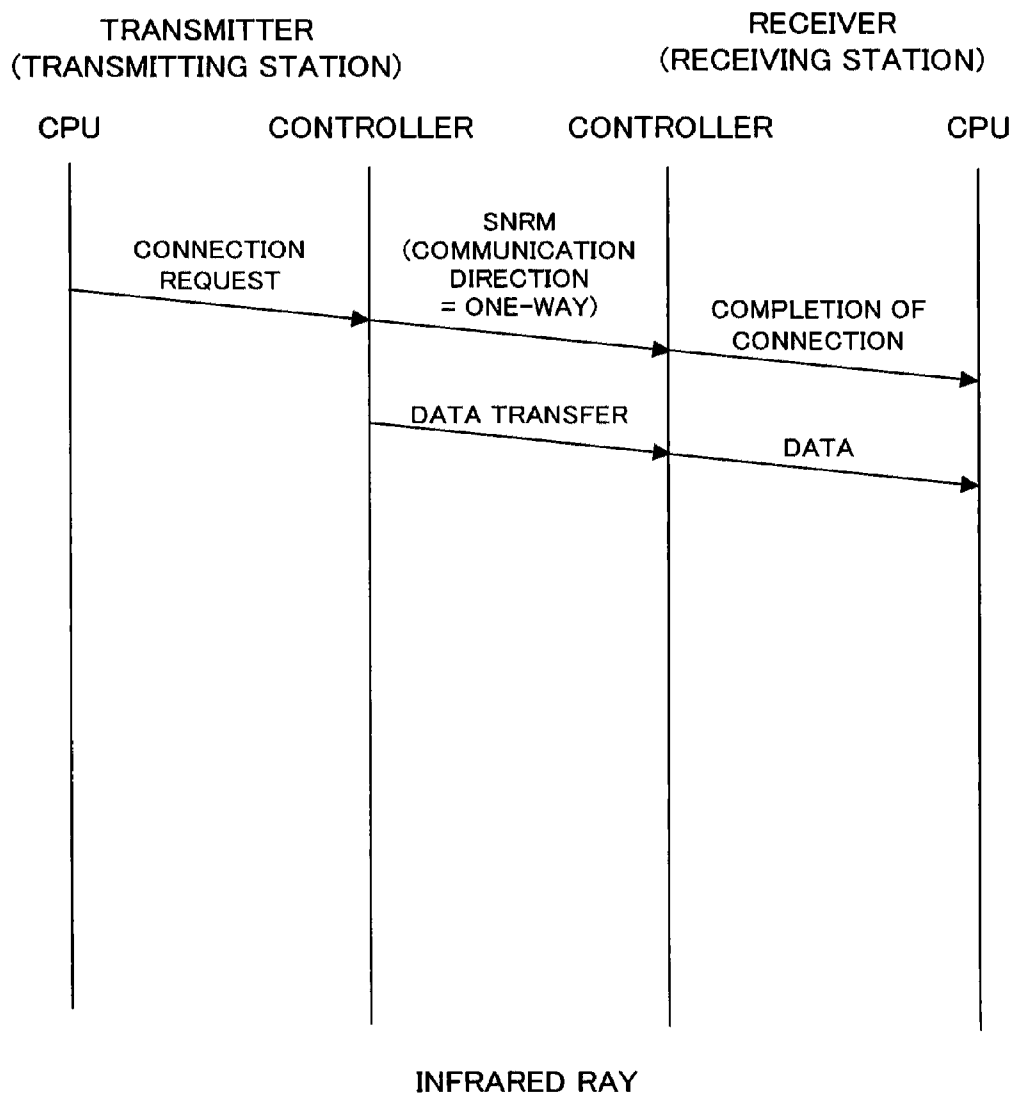 TRANSMITTER
(TRANSMITTING STATION)
RECEIVER
(RECEIVING STATION)
CPU
CONTROLLER
CONTROLLER
CPU
CONNECTION
REQUEST
SNRM
(COMMUNICATION
DIRECTION
= ONE-WAY)
COMPLETION OF
CONNECTION
DATA TRANSFER
DATA
INFRARED RAY